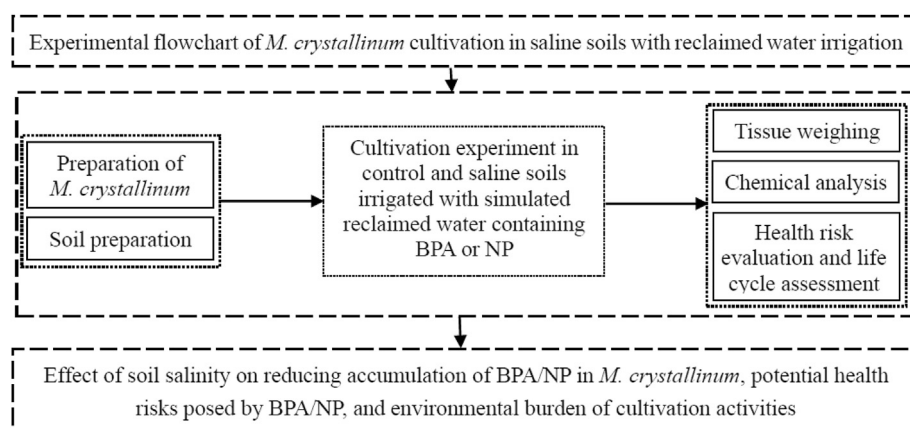 Experimental flowchart of M. crystallinum cultivation in saline soils with reclaimed water irrigation
Preparation of
M. crystallinum
Soil preparation
Cultivation experiment in
control and saline soils
irrigated with simulated
reclaimed water containing
BPA or NP
Tissue weighing
Chemical analysis
Health risk
evaluation and life
cycle assessment
Effect of soil salinity on reducing accumulation of BPA/NP in M. crystallinum, potential health
risks posed by BPA/NP, and environmental burden of cultivation activities